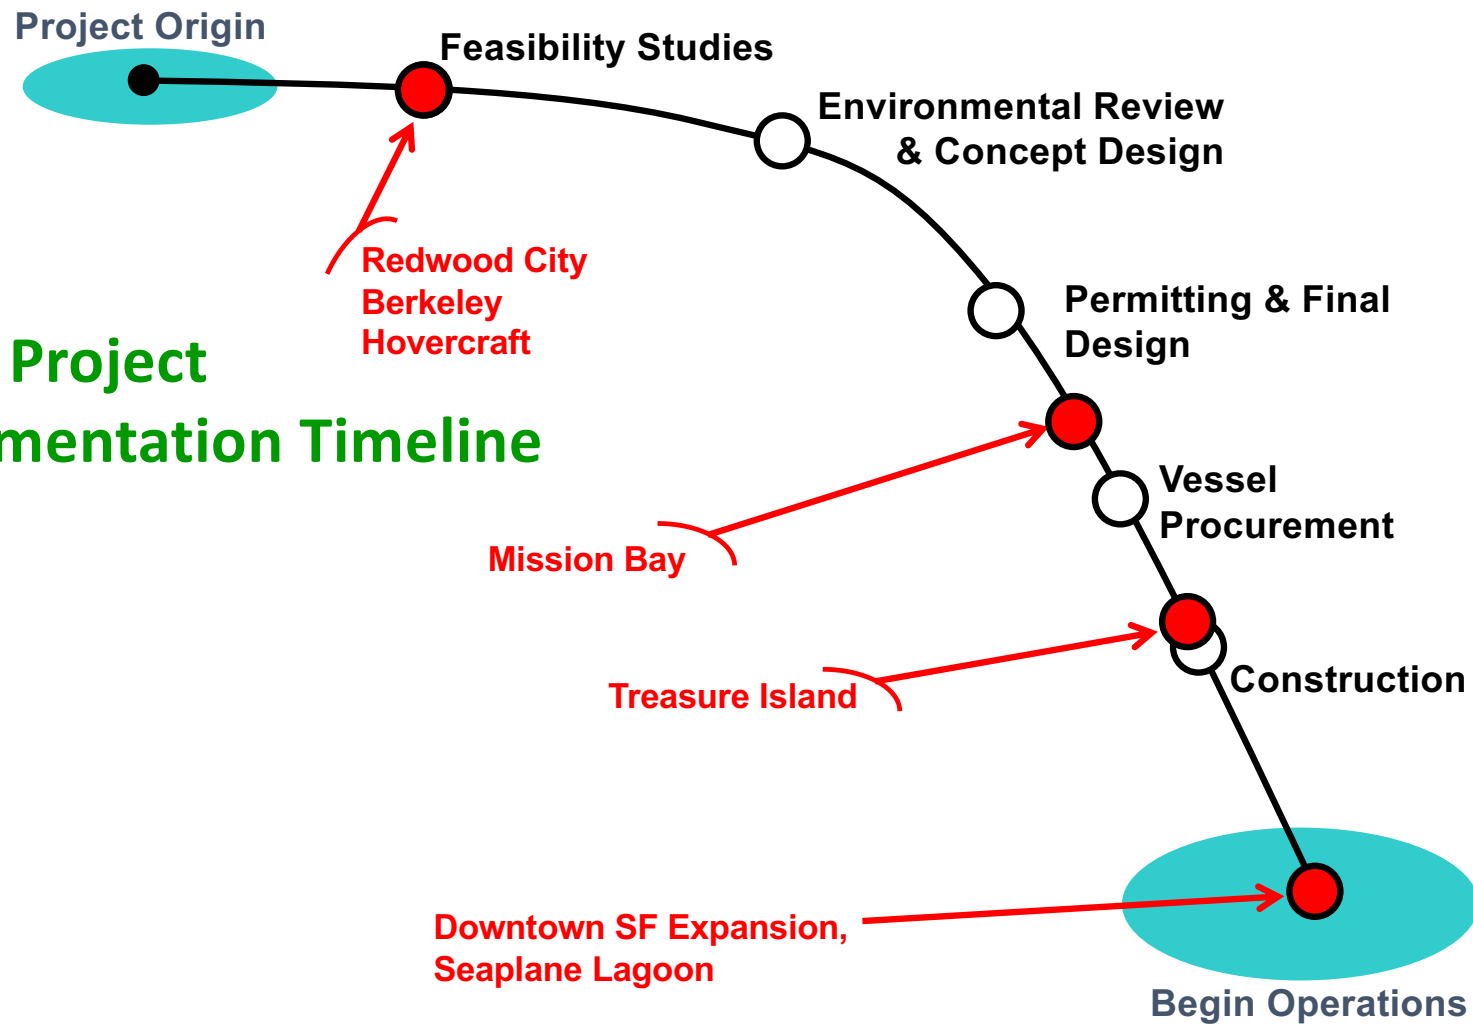 Project Origin
Feasibility Studies
Environmental Review
& Concept Design
Redwood City
Berkeley
Hovercraft
Permitting & Final
Design
Project
mentation Timeline
Vessel
Procurement
Mission Bay
Treasure Island
Construction
Downtown SF Expansion,
Seaplane Lagoon
Begin Operations